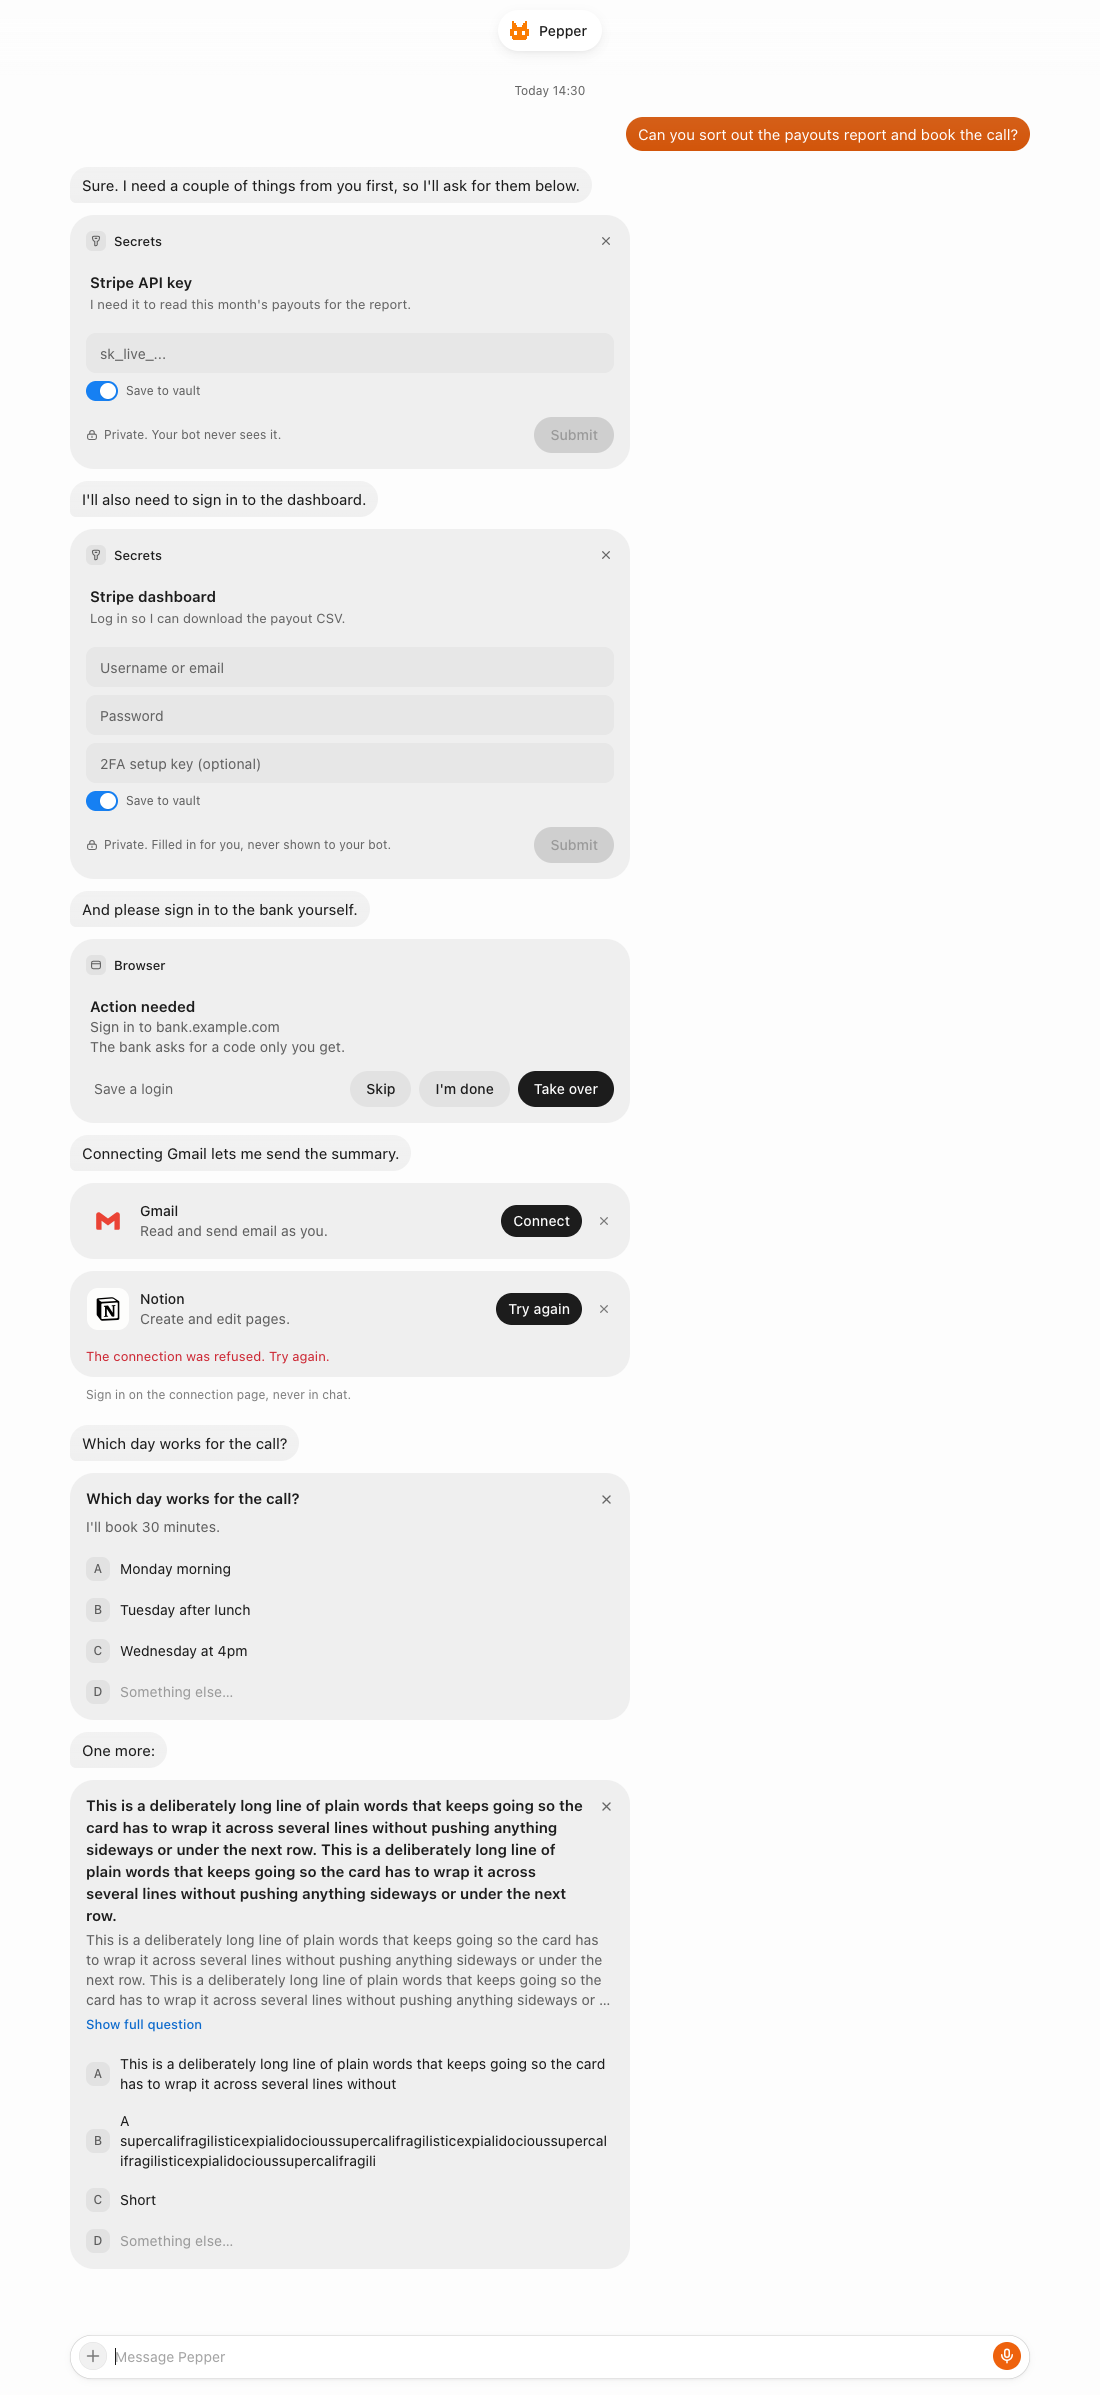 Pepper
Today 14:30
Can you sort out the payouts report and book the call?
Sure. I need a couple of things from you first, so I'll ask for them below.
Secrets
Stripe API key
I need it to read this month's payouts for the report.
sk_live_...
Save to vault
Private. Your bot never sees it.
Submit
I'll also need to sign in to the dashboard.
Secrets
Stripe dashboard
Log in so I can download the payout CSV.
Username or email
Password
2FA setup key (optional)
Save to vault
Private. Filled in for you, never shown to your bot.
Submit
And please sign in to the bank yourself.
Browser
Action needed
Sign in to bank.example.com
The bank asks for a code only you get.
Save a login
Skip
I'm done
Take over
Connecting Gmail lets me send the summary.
Gmail
Read and send email as you.
Connect
Notion
Create and edit pages.
Try again
The connection was refused. Try again.
Sign in on the connection page, never in chat.
Which day works for the call?
Which day works for the call?
I'll book 30 minutes.
A Monday morning
B Tuesday after lunch
C Wednesday at 4pm
D Something else...
One more:
This is a deliberately long line of plain words that keeps going so the
card has to wrap it across several lines without pushing anything
sideways or under the next row. This is a deliberately long line of
plain words that keeps going so the card has to wrap it across
several lines without pushing anything sideways or under the next
row.
This is a deliberately long line of plain words that keeps going so the card has
to wrap it across several lines without pushing anything sideways or under the
next row. This is a deliberately long line of plain words that keeps going so the
card has to wrap it across several lines without pushing anything sideways or ...
Show full question
A This is a deliberately long line of plain words that keeps going so the card
has to wrap it across several lines without
B A
supercalifragilisticexpialidocioussupercalifragilisticexpialidocioussupercal
ifragilisticexpialidocioussupercalifragili
C Short
D Something else...
Message Pepper